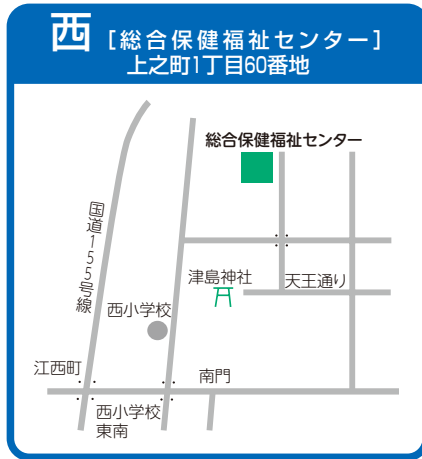 西 [総合保健福祉センター]
上之町1丁目60番地
総合保健福祉センター
国道155号線
津島神社
天王通り
西小学校
江西町
南門
西小学校
東南